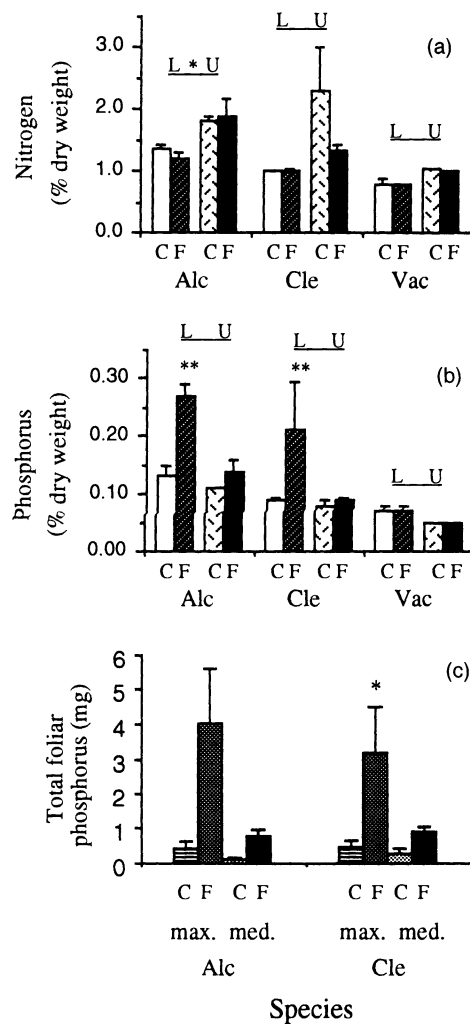 (a)
Nitrogen
(% dry weight)
3.0
2.0
1.0
0.0
L * U
L U
L U
C F C F C F C F C F C F
Alc Cle Vac
(b)
Phosphorus
(% dry weight)
0.30
0.20
0.10
0.00
L U
L U
L U
**
**
C F C F C F C F C F C F
Alc Cle Vac
(c)
Total foliar
phosphorus (mg)
6
5
4
3
2
1
0
*
C F C F C F C F
max. med. max. med.
Alc Cle
Species